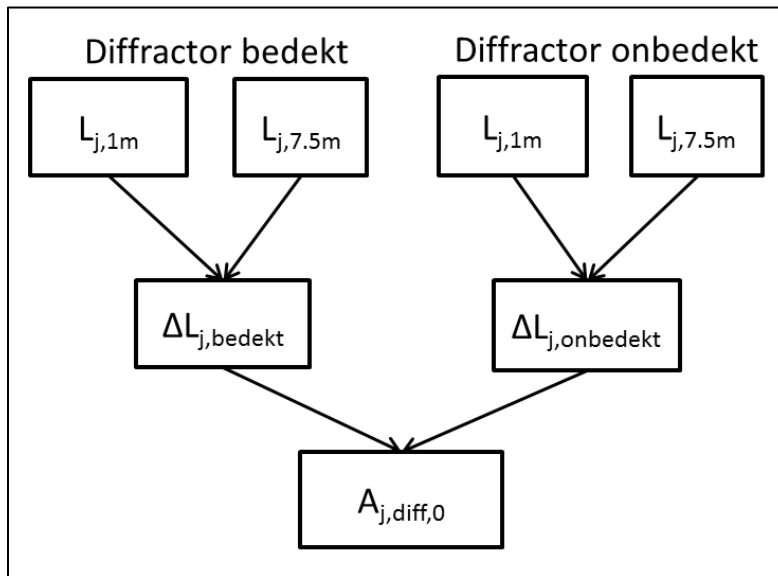 Diffractor bedekt
Diffractor onbedekt
L_{j,1m}
L_{j,7.5m}
L_{j,1m}
L_{j,7.5m}
ΔL_{j,bedekt}
ΔL_{j,onbedekt}
A_{j,diff,0}